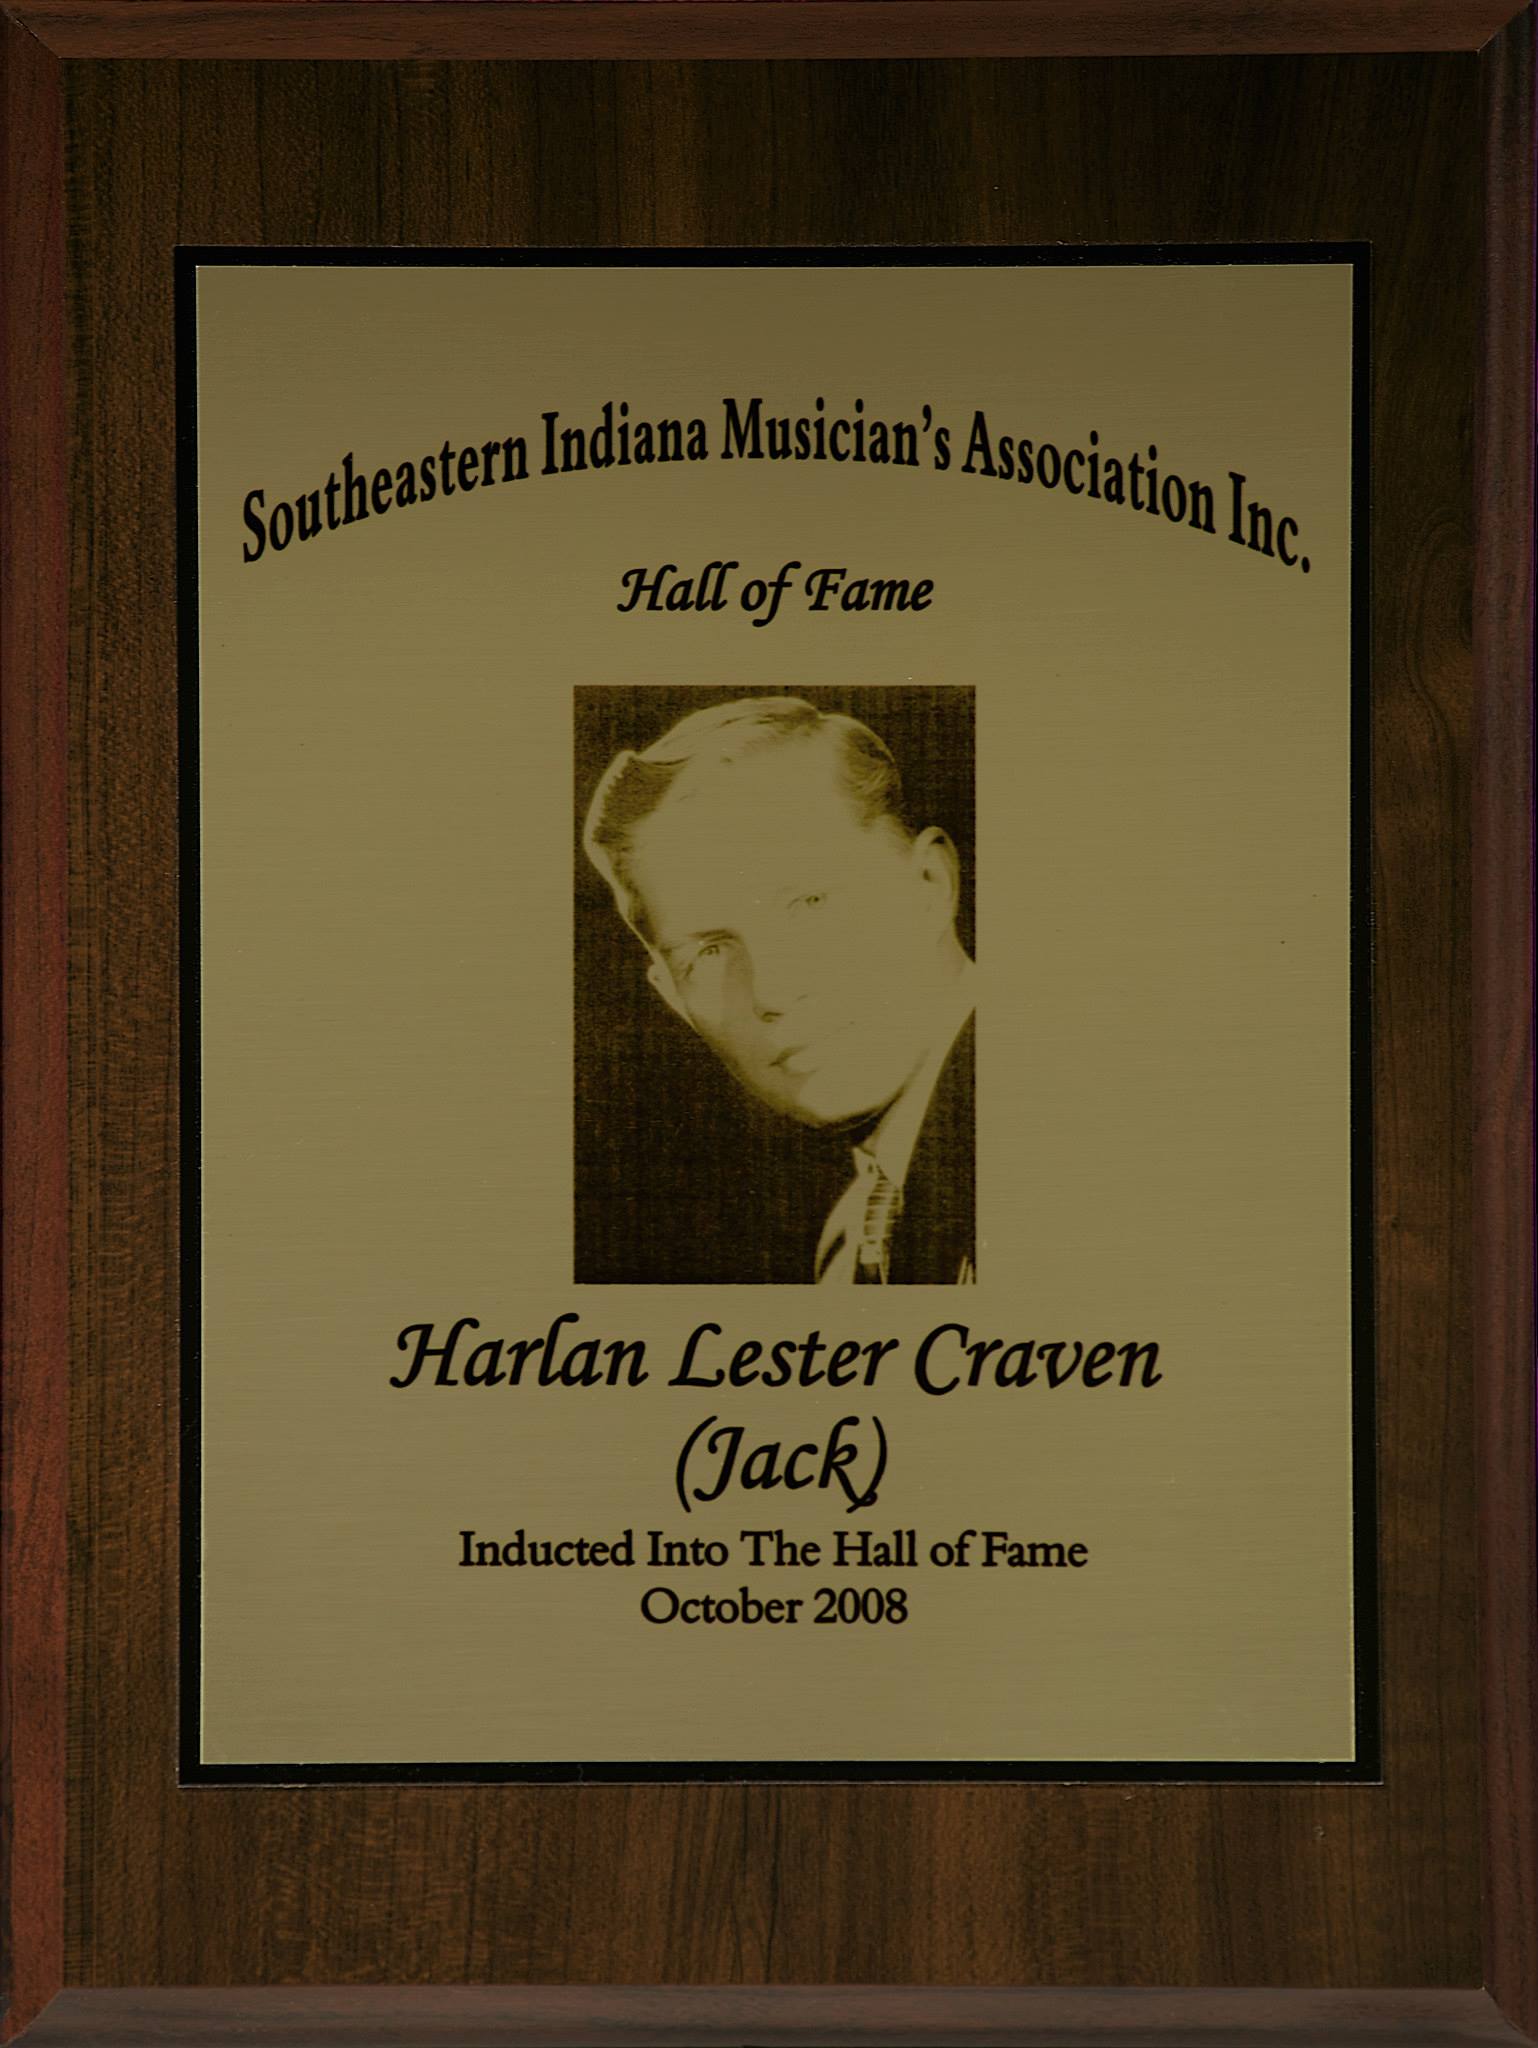 Southeastern Indiana Musician's Association Inc.
Hall of Fame
Harlan Lester Craven
(Jack)
Inducted Into The Hall of Fame
October 2008